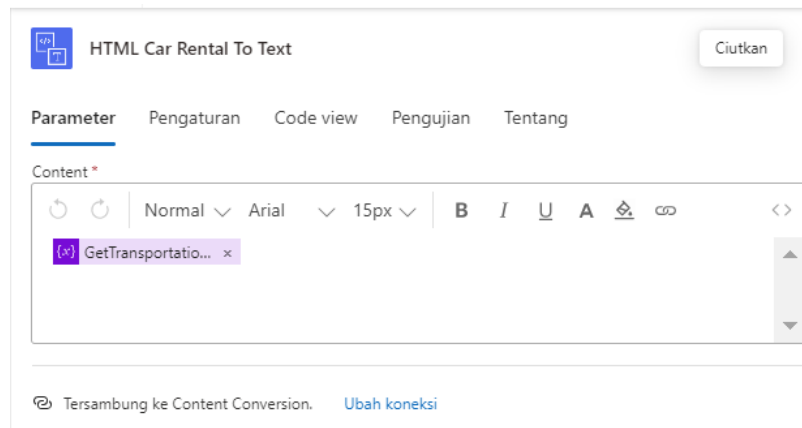 HTML Car Rental To Text
Ciutkan
Parameter Pengaturan Code view Pengujian Tentang
Content *
Normal Arial 15px B I U A <>
{x} GetTransportatio... ×
Tersambung ke Content Conversion. Ubah koneksi